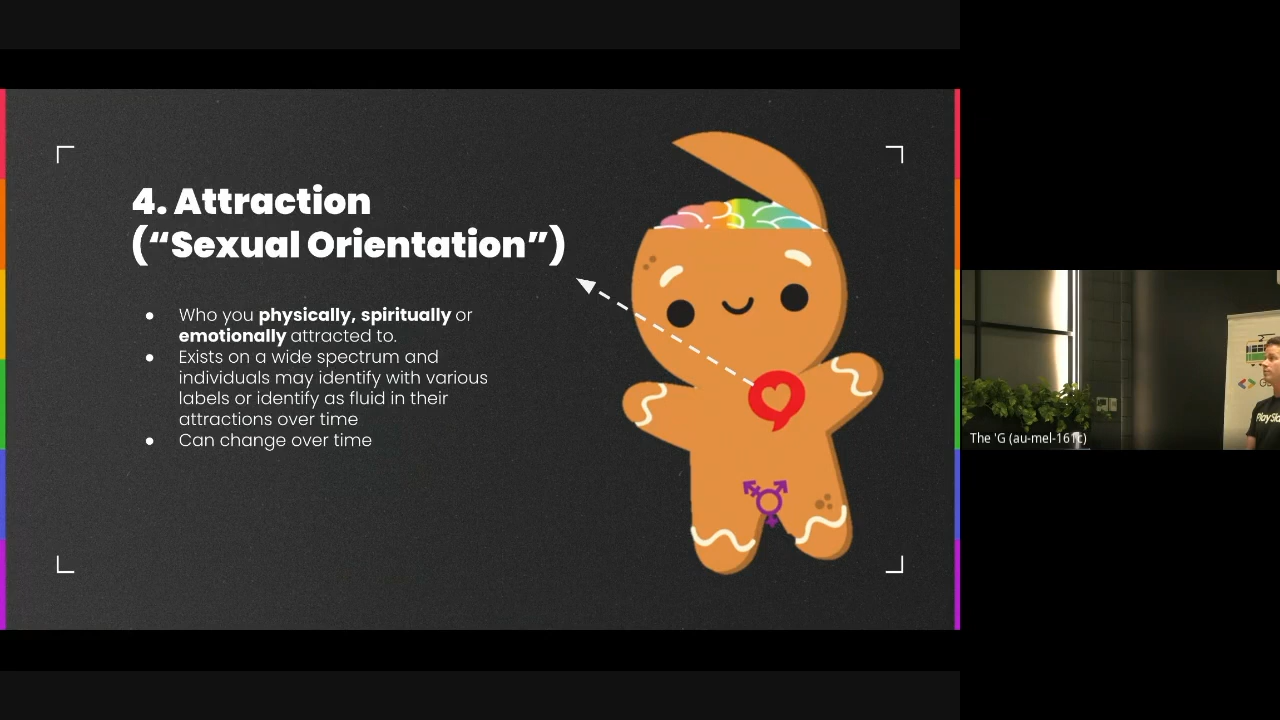 4. Attraction
(“Sexual Orientation”)
● Who you physically, spiritually or
emotionally attracted to.
● Exists on a wide spectrum and
individuals may identify with various
labels or identify as fluid in their
attractions over time
● Can change over time
The 'G (au-mel-161c)